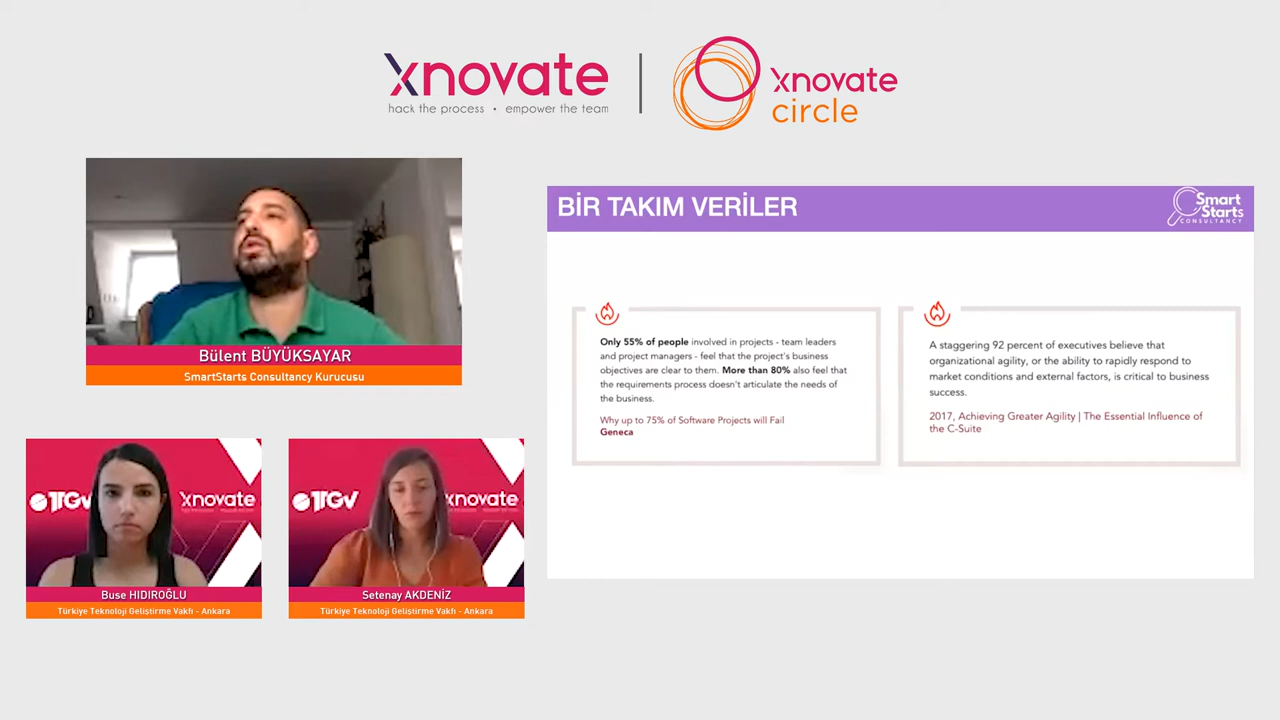 xnovate
hack the process • empower the team
xnovate
circle
Bülent BÜYÜKSAYAR
SmartStarts Consultancy Kurucusu
BİR TAKIM VERİLER
Smart
Starts
CONSULTANCY
Only 55% of people involved in projects - team leaders
and project managers - feel that the project's business
objectives are clear to them. More than 80% also feel that
the requirements process doesn't articulate the needs of
the business.
Why up to 75% of Software Projects will Fail
Geneca
A staggering 92 percent of executives believe that
organizational agility, or the ability to rapidly respond to
market conditions and external factors, is critical to business
success.
2017, Achieving Greater Agility | The Essential Influence of
the C-Suite
TTGV
xnovate
Buse HIDIROĞLU
Türkiye Teknoloji Geliştirme Vakfı - Ankara
TTGV
xnovate
Setenay AKDENİZ
Türkiye Teknoloji Geliştirme Vakfı - Ankara